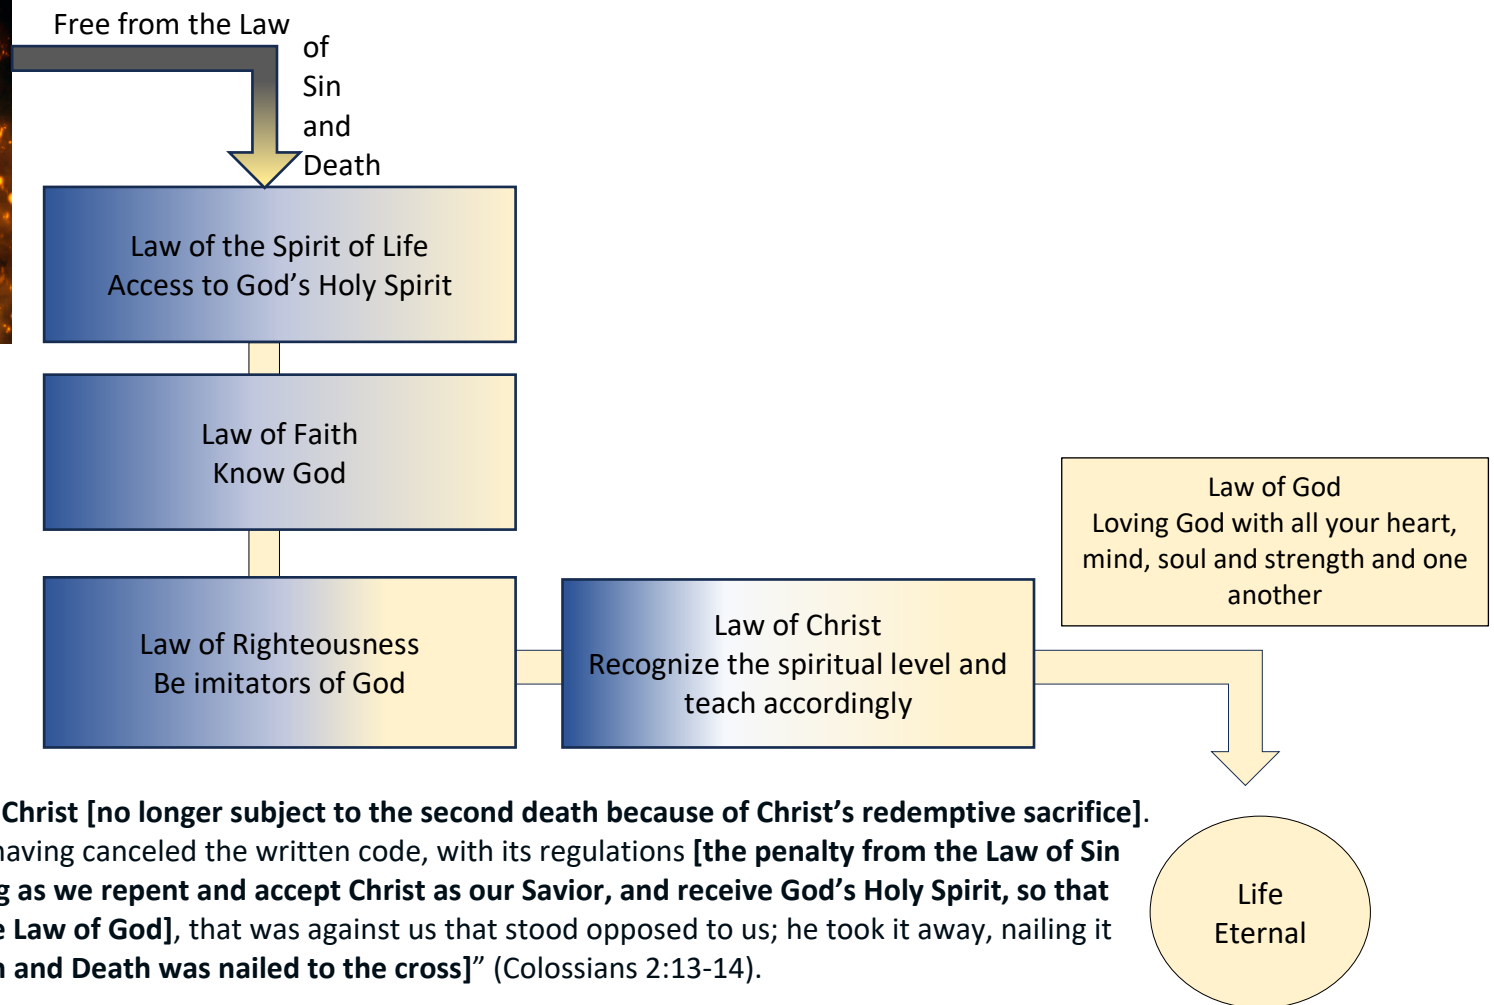 Free from the Law
of
Sin
and
Death
Law of the Spirit of Life
Access to God’s Holy Spirit
Law of Faith
Know God
Law of Righteousness
Be imitators of God
Law of Christ
Recognize the spiritual level and
teach accordingly
Law of God
Loving God with all your heart,
mind, soul and strength and one
another
Life
Eternal
Christ [no longer subject to the second death because of Christ’s redemptive sacrifice].
having canceled the written code, with its regulations [the penalty from the Law of Sin
as we repent and accept Christ as our Savior, and receive God’s Holy Spirit, so that
Law of God], that was against us that stood opposed to us; he took it away, nailing it
and Death was nailed to the cross]” (Colossians 2:13-14).